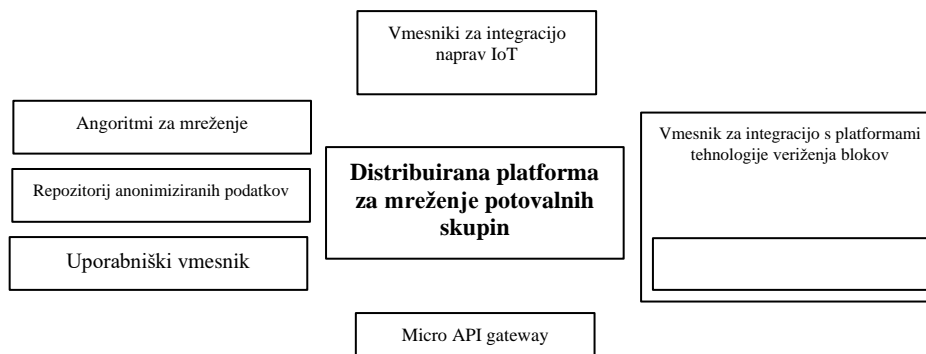 Vmesniki za integracijo
naprav IoT
Angoritmi za mreženje
Repozitorij anonimiziranih podatkov
Uporabniški vmesnik
Distribuirana platforma
za mreženje potovalnih
skupin
Vmesnik za integracijo s platformami
tehnologije veriženja blokov
Micro API gateway